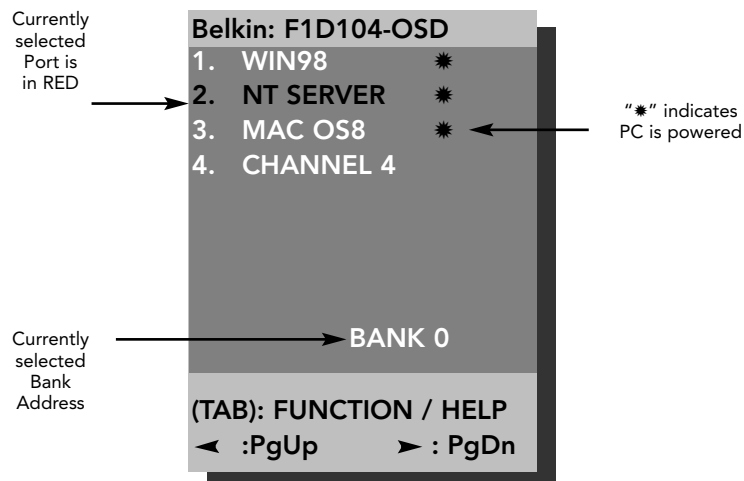 Currently
selected
Port is
in RED
Belkin: F1D104-OSD
1. WIN98 ✹
2. NT SERVER ✹
3. MAC OS8 ✹
4. CHANNEL 4
"✹" indicates
PC is powered
Currently
selected
Bank
Address
BANK 0
(TAB): FUNCTION / HELP
◄ :PgUp ► : PgDn